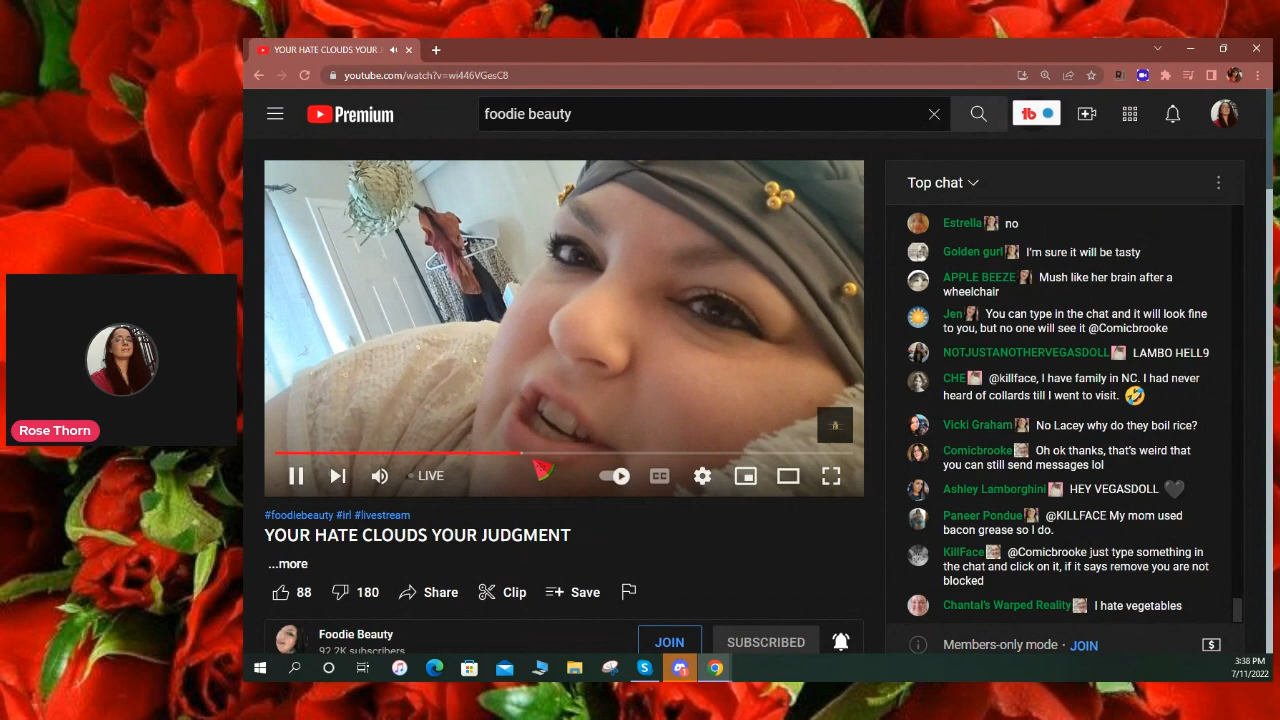 YOUR HATE CLOUDS YOUR J
youtube.com/watch?v=wi446VGesC8
Premium
foodie beauty
Top chat
Estrella no
Golden gurl I'm sure it will be tasty
APPLE BEEZE Mush like her brain after a
wheelchair
Jen You can type in the chat and it will look fine
to you, but no one will see it @Comicbrooke
NOTJUSTANOTHERVEGASDOLL LAMBO HELL9
CHE @killface, I have family in NC. I had never
heard of collards till I went to visit.
Vicki Graham No Lacey why do they boil rice?
Comicbrooke Oh ok thanks, that's weird that
you can still send messages lol
Ashley Lamborghini HEY VEGASDOLL
Paneer Pondue @KILLFACE My mom used
bacon grease so I do.
KillFace @Comicbrooke just type something in
the chat and click on it, if it says remove you are not
blocked
Chantal's Warped Reality I hate vegetables
Members-only mode · JOIN
Rose Thorn
LIVE
CC
#foodiebeauty #irl #livestream
YOUR HATE CLOUDS YOUR JUDGMENT
...more
88 180 Share Clip Save
Foodie Beauty
92.2K subscribers
JOIN SUBSCRIBED
3:38 PM
7/11/2022